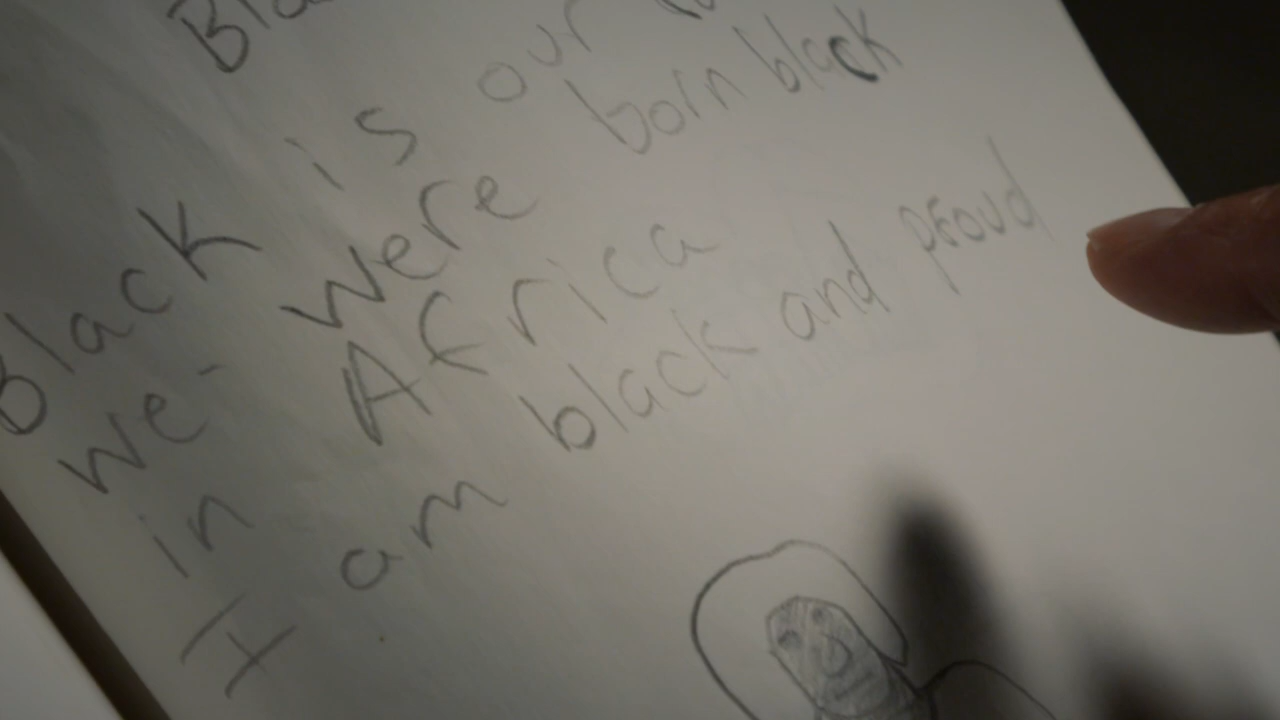 Black is our
we were born black
in Africa
I am black and proud